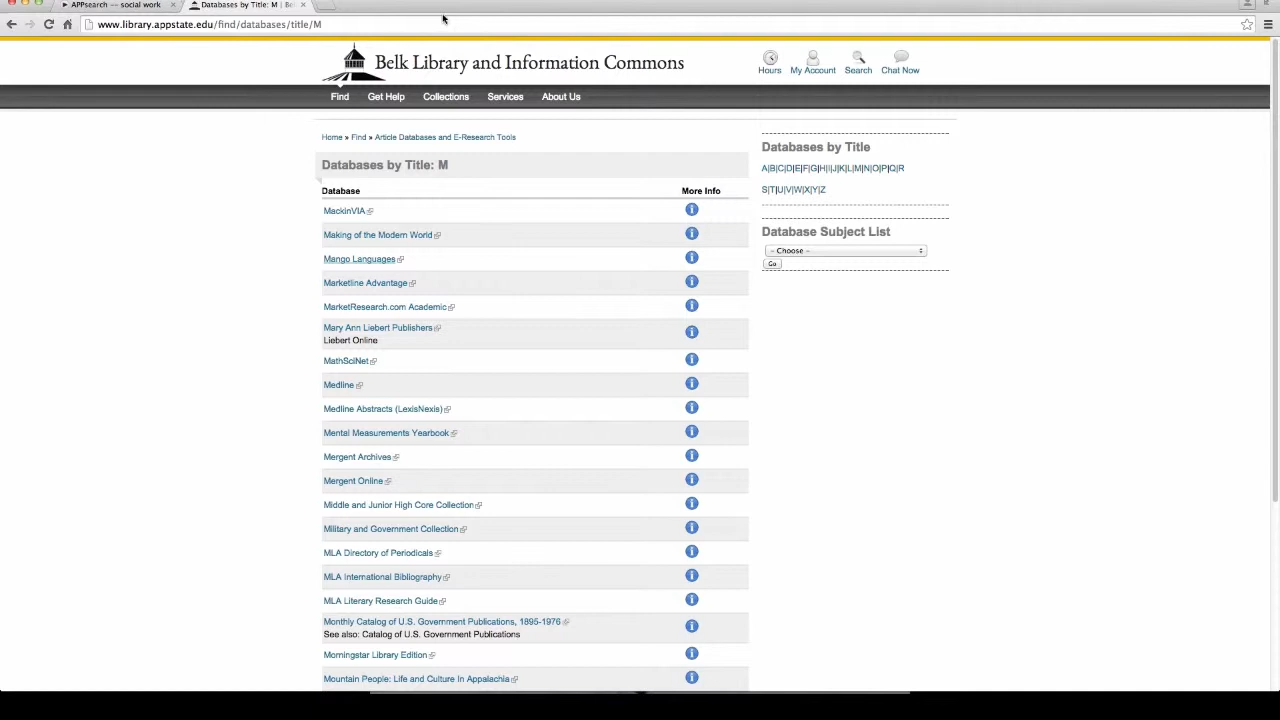 APPsearch — social work
Databases by Title: M | Be
www.library.appstate.edu/find/databases/title/M
Belk Library and Information Commons
Hours My Account Search Chat Now
Find Get Help Collections Services About Us
Home » Find » Article Databases and E-Research Tools
Databases by Title: M
Database More Info
MackinVIA
Making of the Modern World
Mango Languages
Marketline Advantage
MarketResearch.com Academic
Mary Ann Liebert Publishers
Liebert Online
MathSciNet
Medline
Medline Abstracts (LexisNexis)
Mental Measurements Yearbook
Mergent Archives
Mergent Online
Middle and Junior High Core Collection
Military and Government Collection
MLA Directory of Periodicals
MLA International Bibliography
MLA Literary Research Guide
Monthly Catalog of U.S. Government Publications, 1895-1976
See also: Catalog of U.S. Government Publications
Morningstar Library Edition
Mountain People: Life and Culture In Appalachia
Databases by Title
A|B|C|D|E|F|G|H|I|J|K|L|M|N|O|P|Q|R
S|T|U|V|W|X|Y|Z
Database Subject List
- Choose -
Go